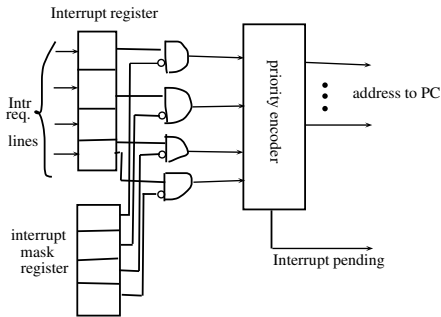 Interrupt register
Intr
req.
lines
priority encoder
address to PC
interrupt
mask
register
Interrupt pending